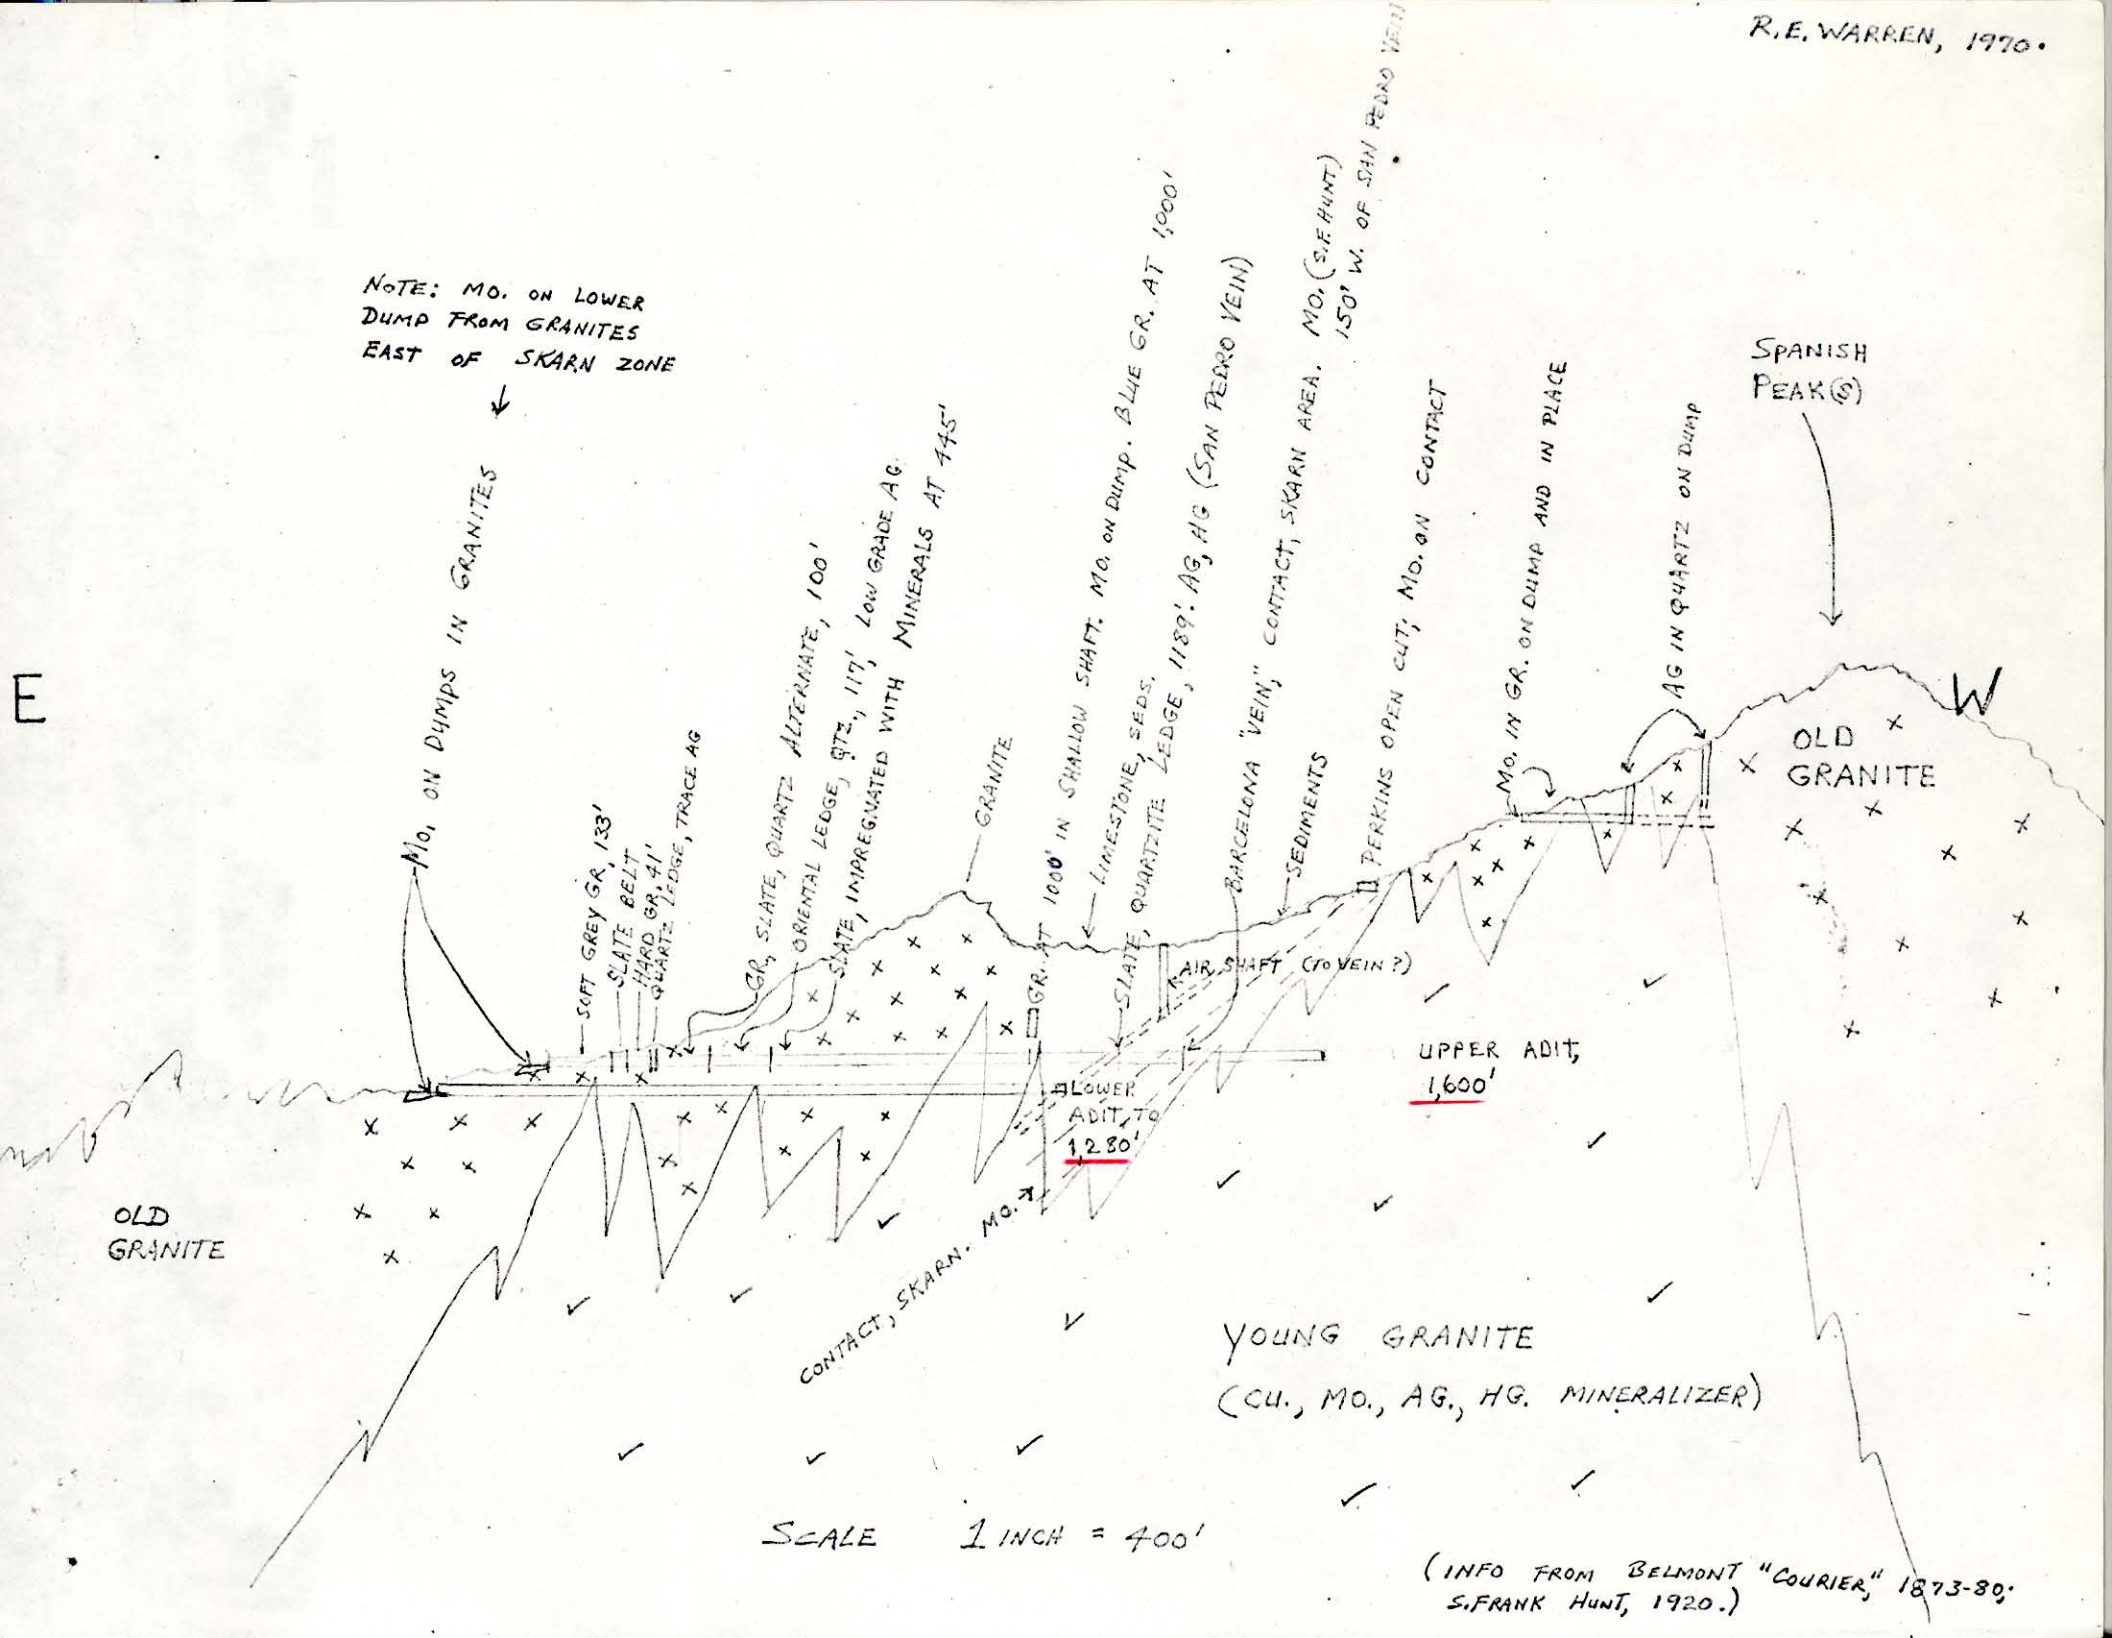 R.E. WARREN, 1970.
NOTE: MO. ON LOWER
DUMP FROM GRANITES
EAST OF SKARN ZONE
E
MO. ON DUMPS IN GRANITES
SOFT GREY GR, 133'
SLATE BELT
HARD GR, 41'
QUARTZ LEDGE, TRACE AG
GR, SLATE, QUARTZ ALTERNATE, 100'
ORIENTAL LEDGE, QTZ., 117', LOW GRADE AG.
SLATE, IMPREGNATED WITH MINERALS AT 445'
GRANITE
GR. AT 1000' IN SHALLOW SHAFT. MO. ON DUMP. BLUE GR. AT 1,000'
LIMESTONE, SEDS.
SLATE, QUARTZITE LEDGE, 1189'. AG, HG (SAN PEDRO VEIN)
BARCELONA "VEIN," CONTACT, SKARN AREA. MO. (S.F. HUNT)
150' W. OF SAN PEDRO VEIN
SEDIMENTS
PERKINS OPEN CUT; MO. ON CONTACT
MO. IN GR. ON DUMP AND IN PLACE
AG IN QUARTZ ON DUMP
SPANISH
PEAK(S)
W
OLD
GRANITE
AIR SHAFT (TO VEIN?)
UPPER ADIT,
1,600'
LOWER
ADIT, TO
1,280'
OLD
GRANITE
CONTACT, SKARN. MO.
YOUNG GRANITE
(CU., MO., AG., HG. MINERALIZER)
SCALE 1 INCH = 400'
(INFO FROM BELMONT "COURIER," 1873-80;
S. FRANK HUNT, 1920.)